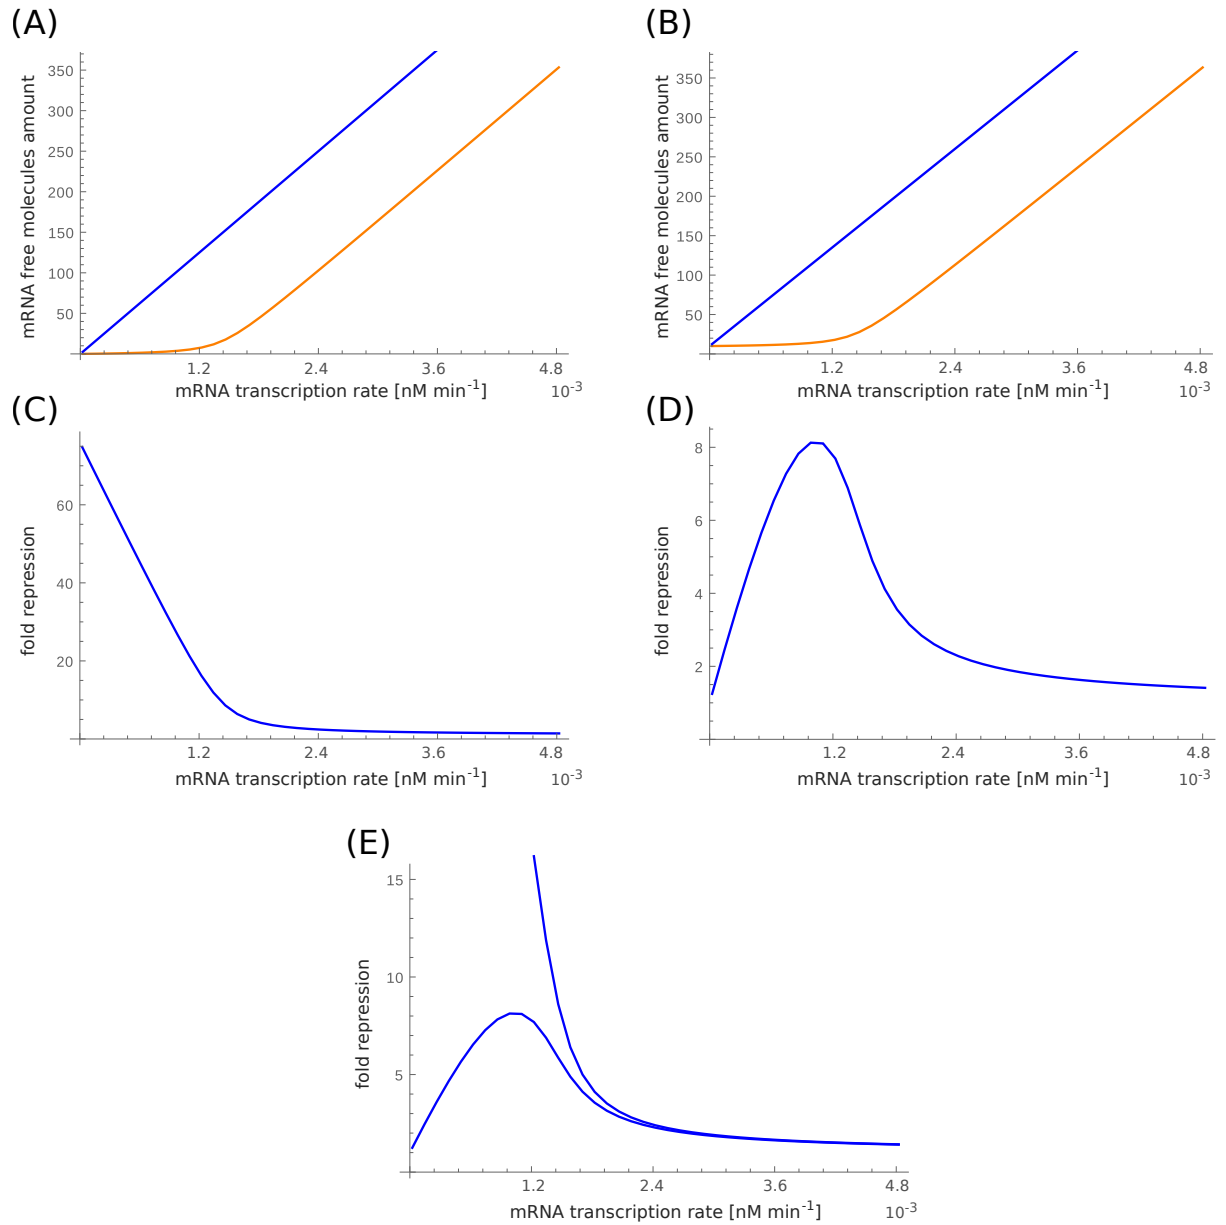 (A)
mRNA free molecules amount
350
300
250
200
150
100
50
1.2 2.4 3.6 4.8
mRNA transcription rate [nM min⁻¹]
10⁻³
(B)
mRNA free molecules amount
350
300
250
200
150
100
50
1.2 2.4 3.6 4.8
mRNA transcription rate [nM min⁻¹]
10⁻³
(C)
fold repression
60
40
20
1.2 2.4 3.6 4.8
mRNA transcription rate [nM min⁻¹]
10⁻³
(D)
fold repression
8
6
4
2
1.2 2.4 3.6 4.8
mRNA transcription rate [nM min⁻¹]
10⁻³
(E)
fold repression
15
10
5
1.2 2.4 3.6 4.8
mRNA transcription rate [nM min⁻¹]
10⁻³